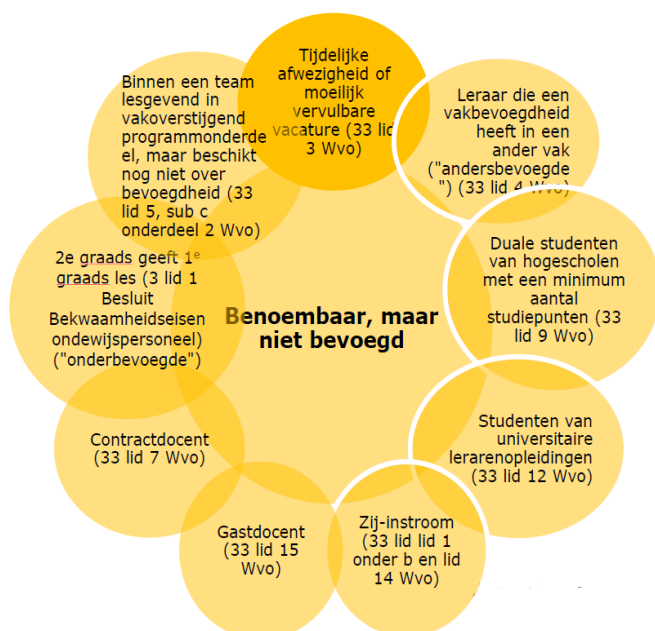 Tijdelijke
afwezigheid of
moeilijk
vervulbare
vacature (33 lid
3 Wvo)
Leraar die een
vakbevoegdheid
heeft in een
ander vak
("andersbevoegde
") (33 lid 4 Wvo)
Duale studenten
van hogescholen
met een minimum
aantal
studiepunten (33
lid 9 Wvo)
Studenten van
universitaire
lerarenopleidingen
(33 lid 12 Wvo)
Zij-instroom
(33 lid lid 1
onder b en lid
14 Wvo)
Gastdocent
(33 lid 15
Wvo)
Contractdocent
(33 lid 7 Wvo)
2e graads geeft 1e
graads les (3 lid 1
Besluit
Bekwaamheidseisen
ondewijspersoneel)
("onderbevoegde")
Binnen een team
lesgevend in
vakoverstijgend
programmonderde
el, maar beschikt
nog niet over
bevoegdheid (33
lid 5, sub c
onderdeel 2 Wvo)
Benoembaar, maar
niet bevoegd